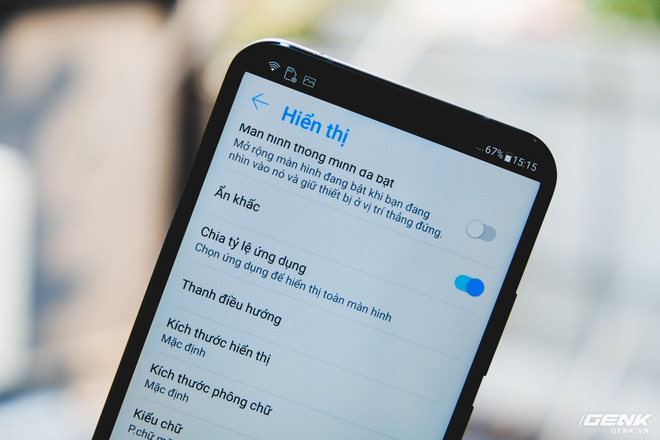 ...67% 15:15
Hiển thị
Màn hình thông minh đã bật
Mở rộng màn hình đang bật khi bạn đang
nhìn vào nó và giữ thiết bị ở vị trí thẳng đứng.
Ẩn khấc
Chia tỷ lệ ứng dụng
Chọn ứng dụng để hiển thị toàn màn hình
Thanh điều hướng
Kích thước hiển thị
Mặc định
Kích thước phông chữ
Mặc định
Kiểu chữ
P.chữ
GENK
GENK.VN